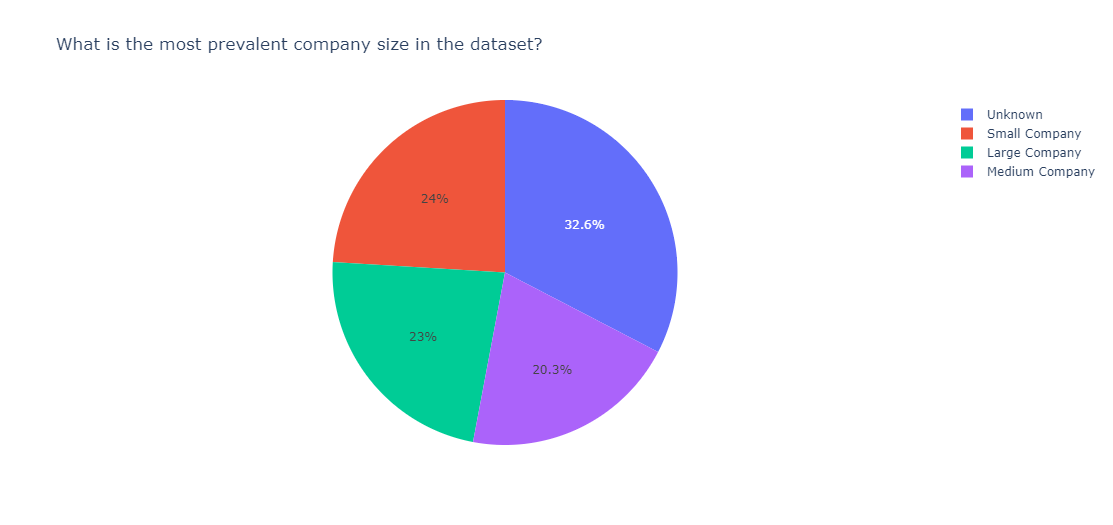 What is the most prevalent company size in the dataset?
Unknown
Small Company
Large Company
Medium Company
24%
32.6%
23%
20.3%